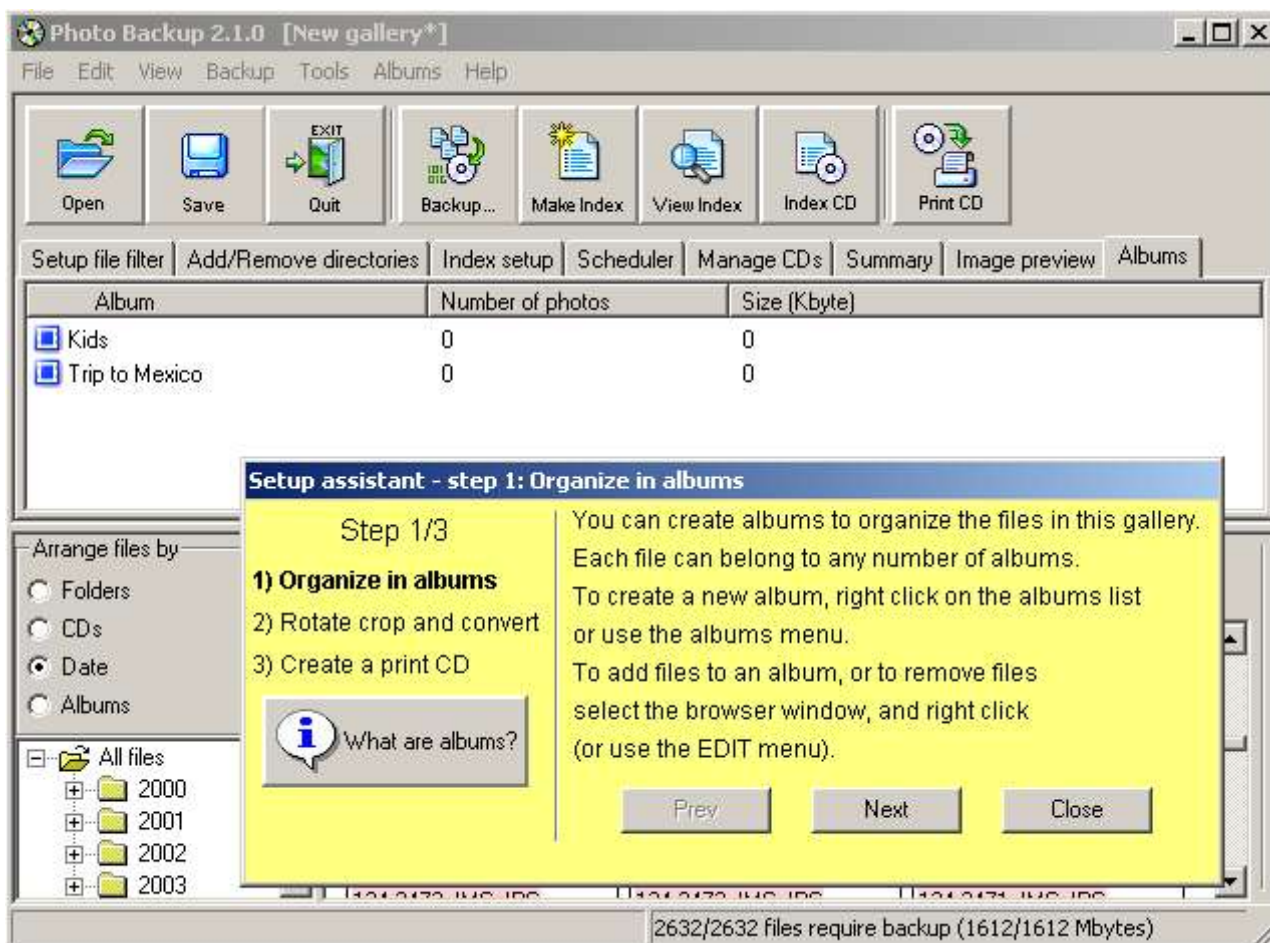 Photo Backup 2.1.0 [New gallery*]
File Edit View Backup Tools Albums Help
EXIT
Open Save Quit Backup... Make Index View Index Index CD Print CD
Setup file filter Add/Remove directories Index setup Scheduler Manage CDs Summary Image preview Albums
Album Number of photos Size (Kbyte)
Kids 0 0
Trip to Mexico 0 0
Setup assistant - step 1: Organize in albums
Step 1/3
1) Organize in albums
2) Rotate crop and convert
3) Create a print CD
What are albums?
You can create albums to organize the files in this gallery.
Each file can belong to any number of albums.
To create a new album, right click on the albums list
or use the albums menu.
To add files to an album, or to remove files
select the browser window, and right click
(or use the EDIT menu).
Prev Next Close
Arrange files by
Folders
CDs
Date
Albums
All files
2000
2001
2002
2003
2632/2632 files require backup (1612/1612 Mbytes)